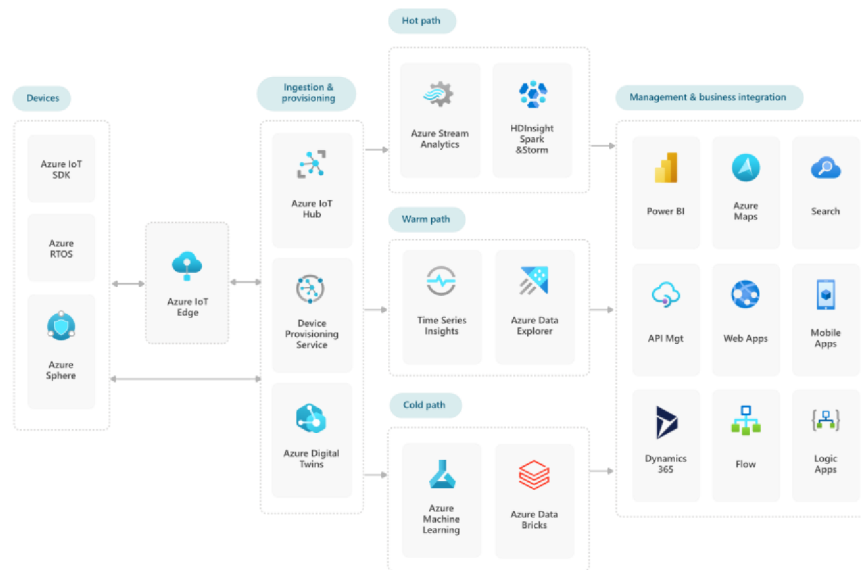 Hot path
Devices
Ingestion &
provisioning
Management & business integration
Azure IoT
SDK
Azure
RTOS
Azure
Sphere
Azure IoT
Edge
Azure IoT
Hub
Device
Provisioning
Service
Azure Digital
Twins
Azure Stream
Analytics
HDInsight
Spark
&Storm
Warm path
Time Series
Insights
Azure Data
Explorer
Cold path
Azure
Machine
Learning
Azure Data
Bricks
Power BI
Azure
Maps
Search
API Mgt
Web Apps
Mobile
Apps
Dynamics
365
Flow
Logic
Apps